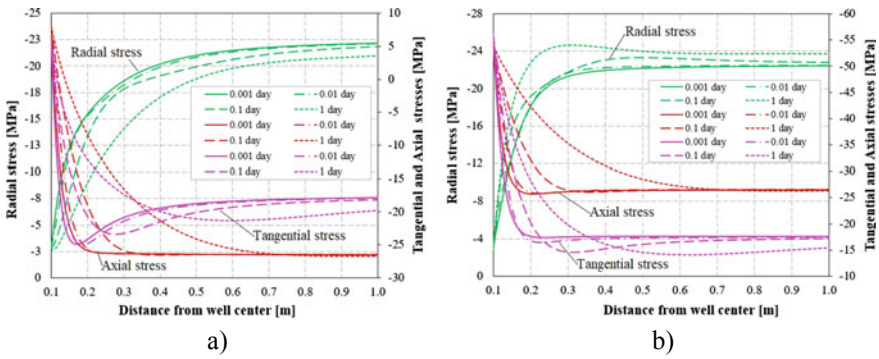 -25
-23
-20
-18
-15
-13
-10
-8
-5
-3
0
Radial stress [MPa]
10
5
0
-5
-10
-15
-20
-25
-30
Tangential and Axial stresses [MPa]
Radial stress
0.001 day
0.01 day
0.1 day
1 day
0.001 day
0.01 day
0.1 day
1 day
0.001 day
0.01 day
0.1 day
1 day
Tangential stress
Axial stress
0.1 0.2 0.3 0.4 0.5 0.6 0.7 0.8 0.9 1.0
Distance from well center [m]
a)
-28
-24
-20
-16
-12
-8
-4
0
Radial stress [MPa]
-60
-55
-50
-45
-40
-35
-30
-25
-20
-15
-10
Tangential and Axial stresses [MPa]
Radial stress
0.001 day
0.01 day
0.1 day
1 day
0.001 day
0.01 day
0.1 day
1 day
0.001 day
0.01 day
0.1 day
1 day
Axial stress
Tangential stress
0.1 0.2 0.3 0.4 0.5 0.6 0.7 0.8 0.9 1.0
Distance from well center [m]
b)